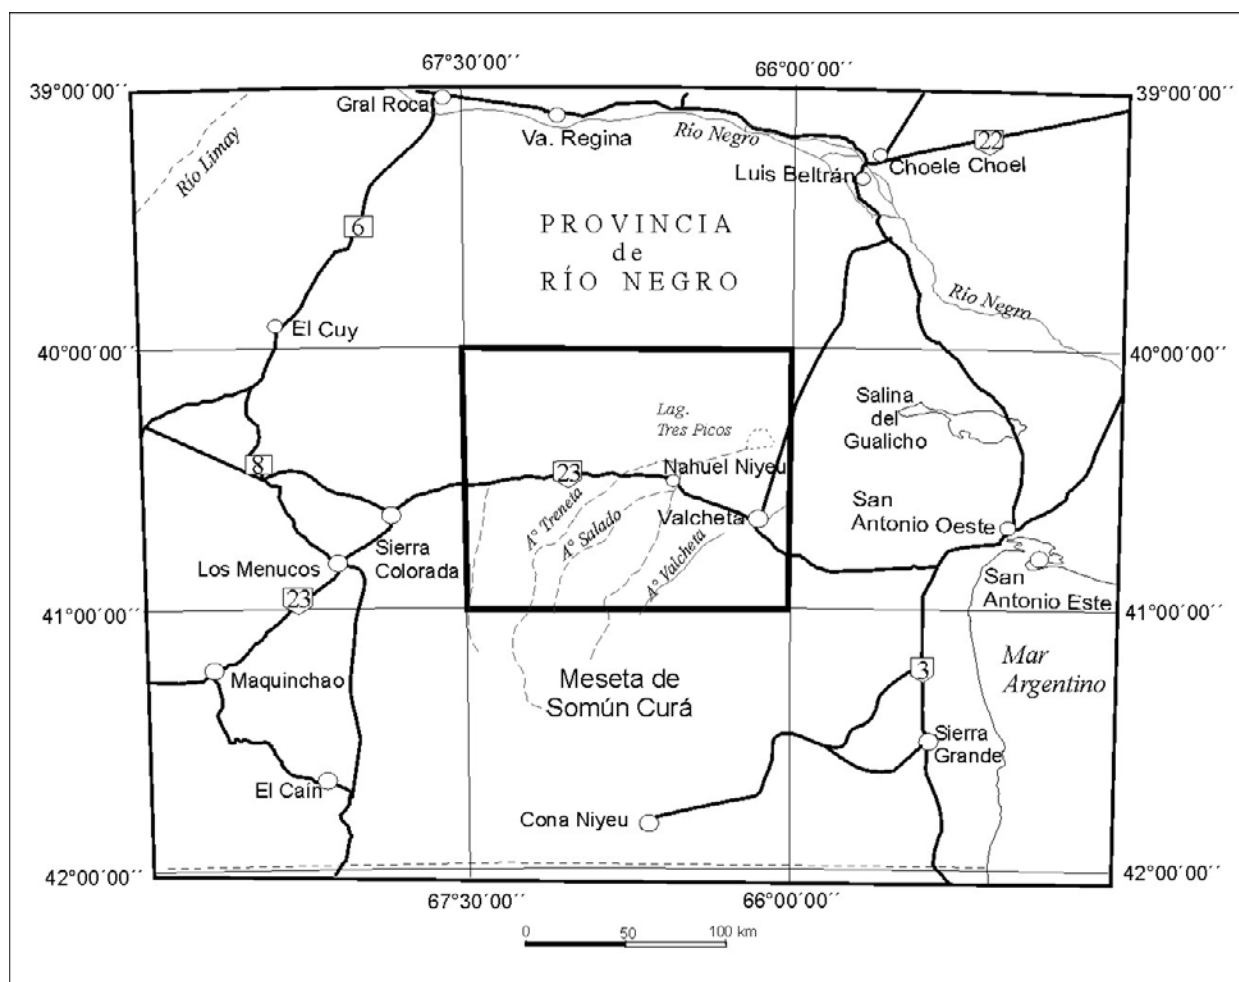 67°30´00´´
66°00´00´´
39°00´00´´
39°00´00´´
Gral Roca
Va. Regina
Río Negro
22
Choele Choel
Luis Beltrán
Río Limay
6
PROVINCIA
de
RÍO NEGRO
Río Negro
El Cuy
40°00´00´´
40°00´00´´
Lag.
Tres Picos
Salina
del
Gualicho
8
23
Nahuel Niyeu
A° Treneta
A° Salado
Valcheta
A° Valcheta
San
Antonio Oeste
Sierra
Colorada
Los Menucos
San
Antonio Este
23
41°00´00´´
41°00´00´´
Maquinchao
Meseta de
Somún Curá
3
Mar
Argentino
Sierra
Grande
El Caín
Cona Niyeu
42°00´00´´
42°00´00´´
67°30´00´´
66°00´00´´
0 50 100 km